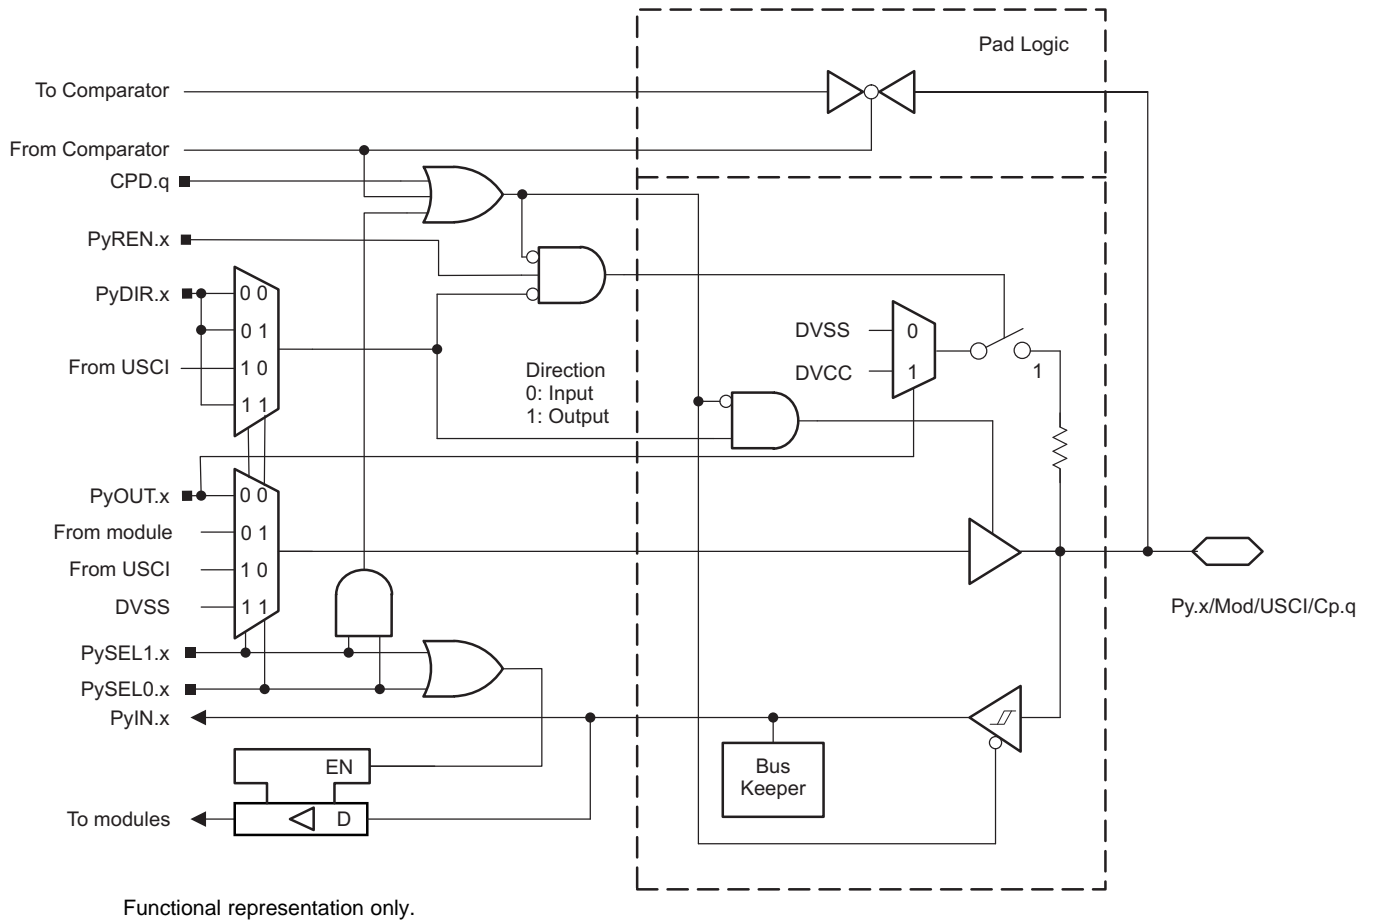 Pad Logic
To Comparator
From Comparator
CPD.q
PyREN.x
PyDIR.x
0 0
0 1
From USCI
1 0
1 1
Direction
0: Input
1: Output
DVSS
0
DVCC
1
1
PyOUT.x
0 0
From module
0 1
From USCI
1 0
DVSS
1 1
Py.x/Mod/USCI/Cp.q
PySEL1.x
PySEL0.x
PyIN.x
EN
Bus
Keeper
To modules
D
Functional representation only.